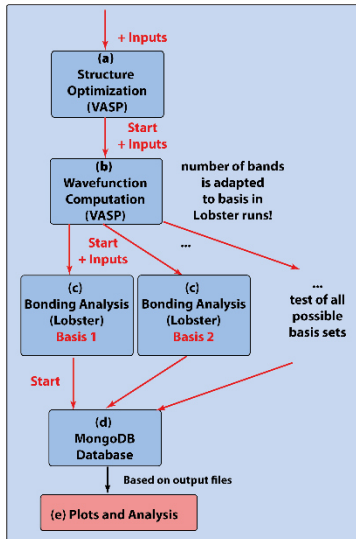 + Inputs
(a)
Structure
Optimization
(VASP)
Start
+ Inputs
(b)
Wavefunction
Computation
(VASP)
number of bands
is adapted
to basis in
Lobster runs!
Start
+ Inputs
...
(c)
Bonding Analysis
(Lobster)
Basis 1
(c)
Bonding Analysis
(Lobster)
Basis 2
...
test of all
possible
basis sets
Start
(d)
MongoDB
Database
Based on output files
(e) Plots and Analysis